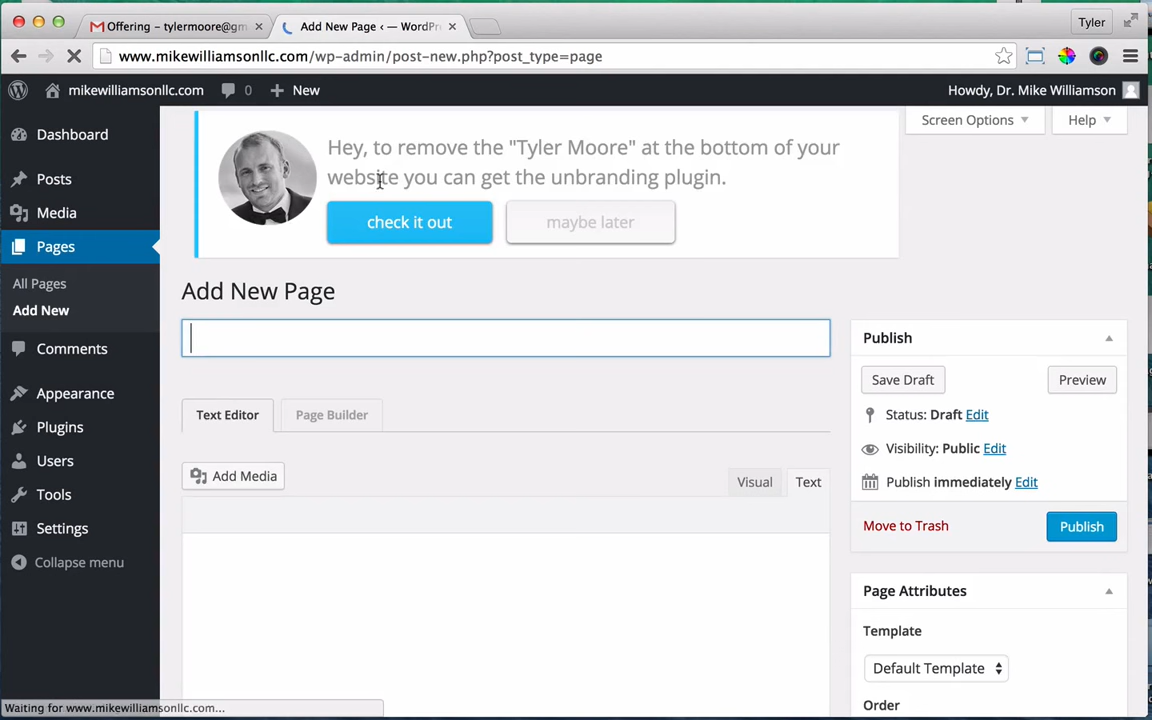 Offering – tylermoore@gm
Add New Page ‹ — WordPr
Tyler
www.mikewilliamsonllc.com/wp-admin/post-new.php?post_type=page
mikewilliamsonllc.com
0
New
Howdy, Dr. Mike Williamson
Screen Options
Help
Dashboard
Posts
Media
Pages
All Pages
Add New
Comments
Appearance
Plugins
Users
Tools
Settings
Collapse menu
Hey, to remove the "Tyler Moore" at the bottom of your
website you can get the unbranding plugin.
check it out
maybe later
Add New Page
Text Editor
Page Builder
Add Media
Visual
Text
Publish
Save Draft
Preview
Status: Draft Edit
Visibility: Public Edit
Publish immediately Edit
Move to Trash
Publish
Page Attributes
Template
Default Template
Order
Waiting for www.mikewilliamsonllc.com...